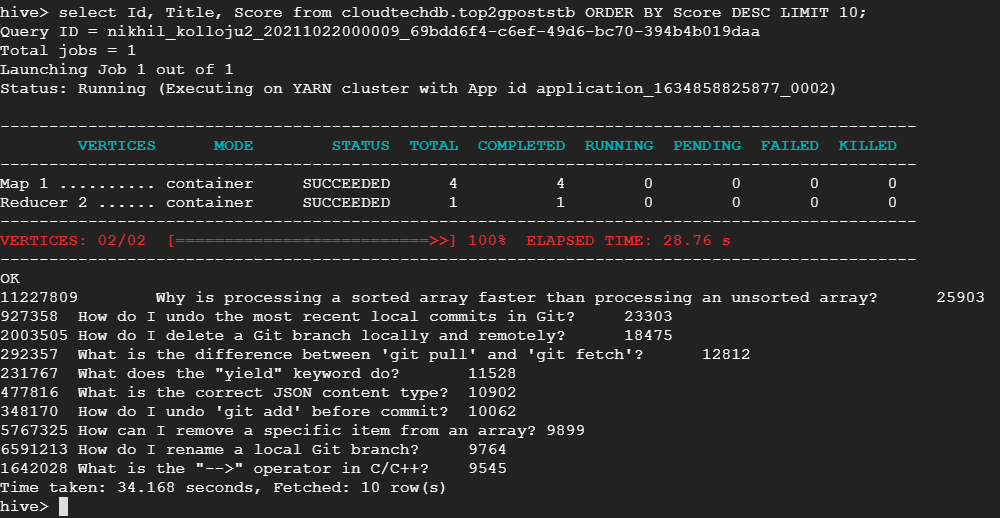 hive> select Id, Title, Score from cloudtechdb.top2gpoststb ORDER BY Score DESC LIMIT 10;
Query ID = nikhil_kolloju2_20211022000009_69bdd6f4-c6ef-49d6-bc70-394b4b019daa
Total jobs = 1
Launching Job 1 out of 1
Status: Running (Executing on YARN cluster with App id application_1634858825877_0002)

----------------------------------------------------------------------------------------------
        VERTICES      MODE        STATUS  TOTAL  COMPLETED  RUNNING  PENDING  FAILED  KILLED
----------------------------------------------------------------------------------------------
Map 1 .......... container     SUCCEEDED      4          4        0        0       0       0
Reducer 2 ...... container     SUCCEEDED      1          1        0        0       0       0
----------------------------------------------------------------------------------------------
VERTICES: 02/02  [==========================>>] 100%  ELAPSED TIME: 28.76 s
----------------------------------------------------------------------------------------------
OK
11227809        Why is processing a sorted array faster than processing an unsorted array?      25903
927358  How do I undo the most recent local commits in Git?     23303
2003505 How do I delete a Git branch locally and remotely?      18475
292357  What is the difference between 'git pull' and 'git fetch'?      12812
231767  What does the "yield" keyword do?       11528
477816  What is the correct JSON content type?  10902
348170  How do I undo 'git add' before commit?  10062
5767325 How can I remove a specific item from an array? 9899
6591213 How do I rename a local Git branch?     9764
1642028 What is the "-->" operator in C/C++?    9545
Time taken: 34.168 seconds, Fetched: 10 row(s)
hive>